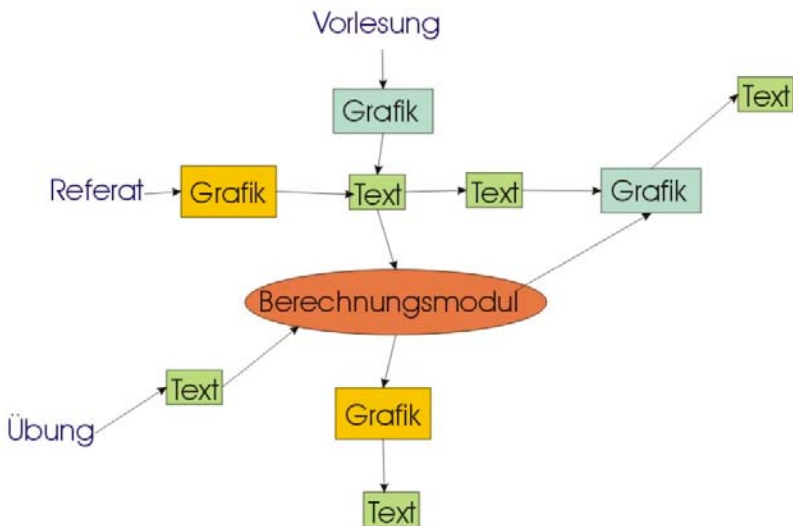 Vorlesung
Text
Grafik
Referat
Grafik
Text
Text
Grafik
Berechnungsmodul
Text
Grafik
Übung
Text